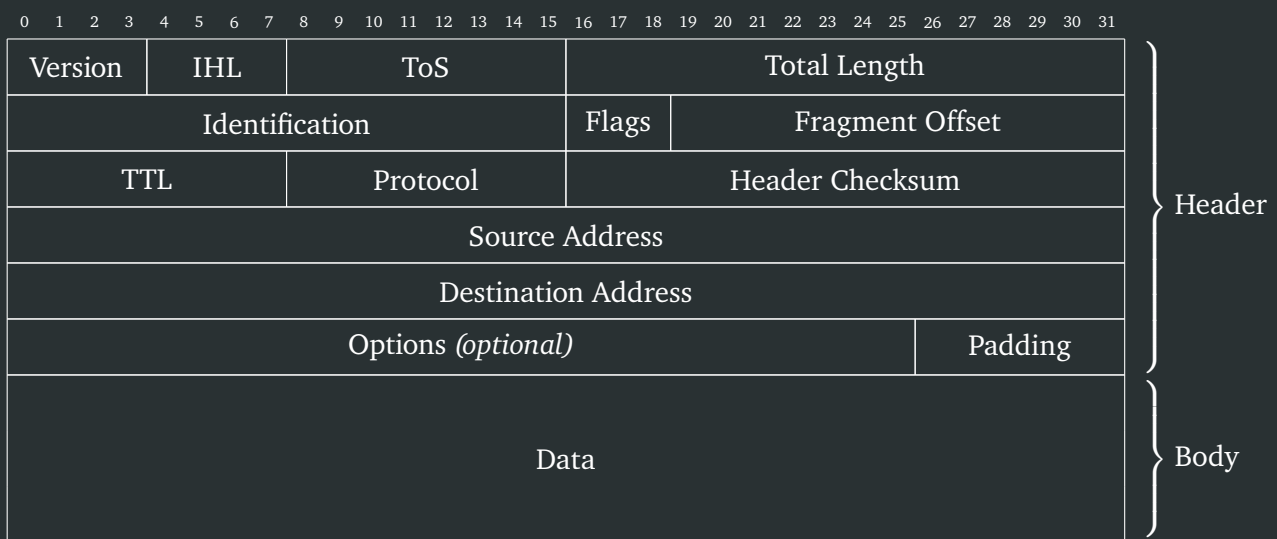 0 1 2 3 4 5 6 7 8 9 10 11 12 13 14 15 16 17 18 19 20 21 22 23 24 25 26 27 28 29 30 31
Version IHL ToS Total Length
Identification Flags Fragment Offset
TTL Protocol Header Checksum
Header
Source Address
Destination Address
Options (optional) Padding
Data
Body